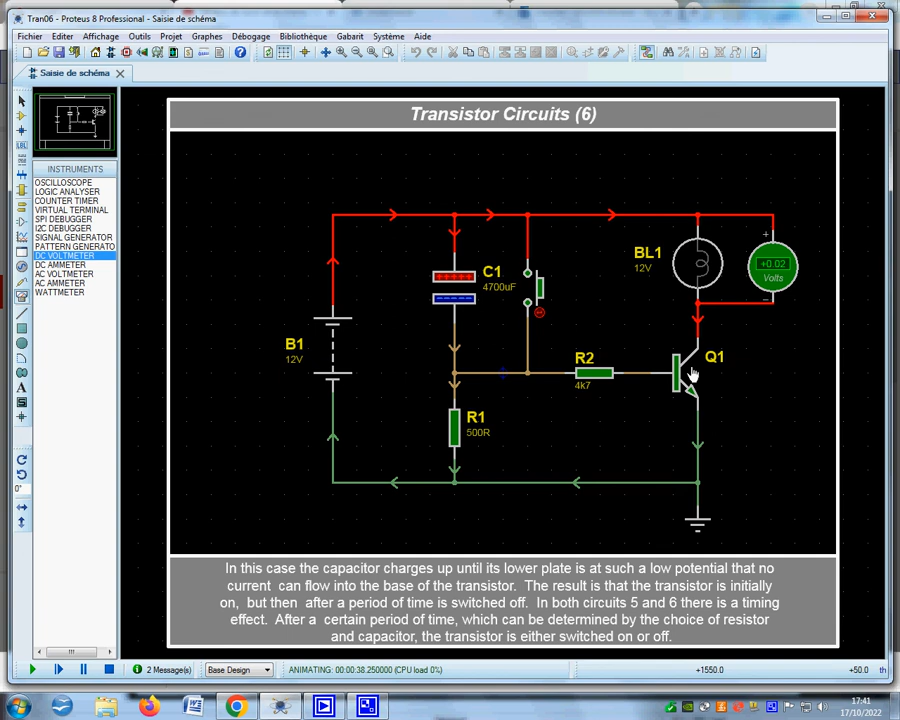 Tran06 - Proteus 8 Professional - Saisie de schéma
Fichier Editer Affichage Outils Projet Graphes Débogage Bibliothèque Gabarit Système Aide
Saisie de schéma
LBL
INSTRUMENTS
OSCILLOSCOPE
LOGIC ANALYSER
COUNTER TIMER
VIRTUAL TERMINAL
SPI DEBUGGER
I2C DEBUGGER
SIGNAL GENERATOR
PATTERN GENERATO
DC VOLTMETER
DC AMMETER
AC VOLTMETER
AC AMMETER
WATTMETER
A
0°
Transistor Circuits (6)
B1
12V
C1
4700uF
R1
500R
R2
4k7
BL1
12V
+
+0.02
Volts
−
Q1
In this case the capacitor charges up until its lower plate is at such a low potential that no
current can flow into the base of the transistor. The result is that the transistor is initially
on, but then after a period of time is switched off. In both circuits 5 and 6 there is a timing
effect. After a certain period of time, which can be determined by the choice of resistor
and capacitor, the transistor is either switched on or off.
2 Message(s)
Base Design
ANIMATING: 00:00:38.250000 (CPU load 0%)
+1550.0
+50.0
th
17:41
17/10/2022